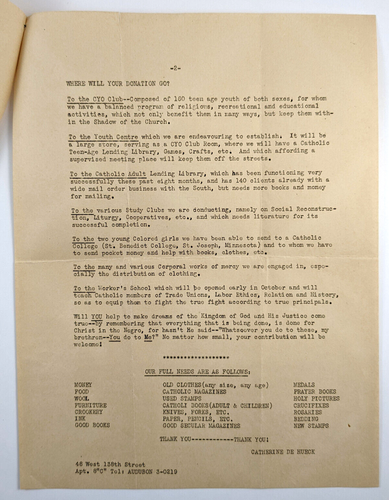 -2-
WHERE WILL YOUR DONATION GO?
To the CYO Club--Composed of 150 teen age youth of both sexes, for whom
we have a balanced program of religious, recreational and educational
activities, which not only benefit them in many ways, but keep them with-
in the Shadow of the Church.
To the Youth Centre which we are endeavouring to establish. It will be
a large store, serving as a CYO Club Room, where we will have a Catholic
Teen-Age Lending Library, Games, Crafts, etc. And which affording a
supervised meeting place will keep them off the streets.
To the Catholic Adult Lending Library, which has been functioning very
successfully these past eight months, and has 140 clients already with a
wide mail order business with the South, but needs more books and money
for mailing.
To the various Study Clubs we are conducting, namely on Social Reconstruc-
tion, Liturgy, Cooperatives, etc., and which needs literature for its
successful completion.
To the two young Colored girls we have been able to send to a Catholic
College (St. Benedict College, St. Joseph, Minnesota) and to whom we have
to send pocket money and help with books, clothes, etc.
To the many and various Corporal works of mercy we are engaged in, espe-
cially the distribution of clothing.
To the Worker's School which will be opened early in October and will
teach Catholic members of Trade Unions, Labor Ethics, Relation and History,
so as to equip them to fight the true fight according to true principals.
Will YOU help to make dreams of the Kingdom of God and His Justice come
true--by remembering that everything that is being done, is done for
Christ in the Negro, for hasn't He said--"Whatsoever you do to these, my
brethren--You do to Me?" No matter how small, your contribution will be
welcome!
********************
OUR FULL NEEDS ARE AS FOLLOWS:
MONEY OLD CLOTHES(any size, any age) MEDALS
FOOD CATHOLIC MAGAZINES PRAYER BOOKS
WOOL USED STAMPS HOLY PICTURES
FURNITURE CATHOLIC BOOKS(ADULT & CHILDREN) CRUCIFIXES
CROCKERY KNIVES, FORKS, ETC. ROSARIES
INK PAPER, PENCILS, ETC. BEDDING
GOOD BOOKS GOOD SECULAR MAGAZINES NEW STAMPS
THANK YOU-------------THANK YOU!
CATHERINE DE HUECK
46 West 138th Street
Apt. 8"C" Tel: AUDUBON 3-0219